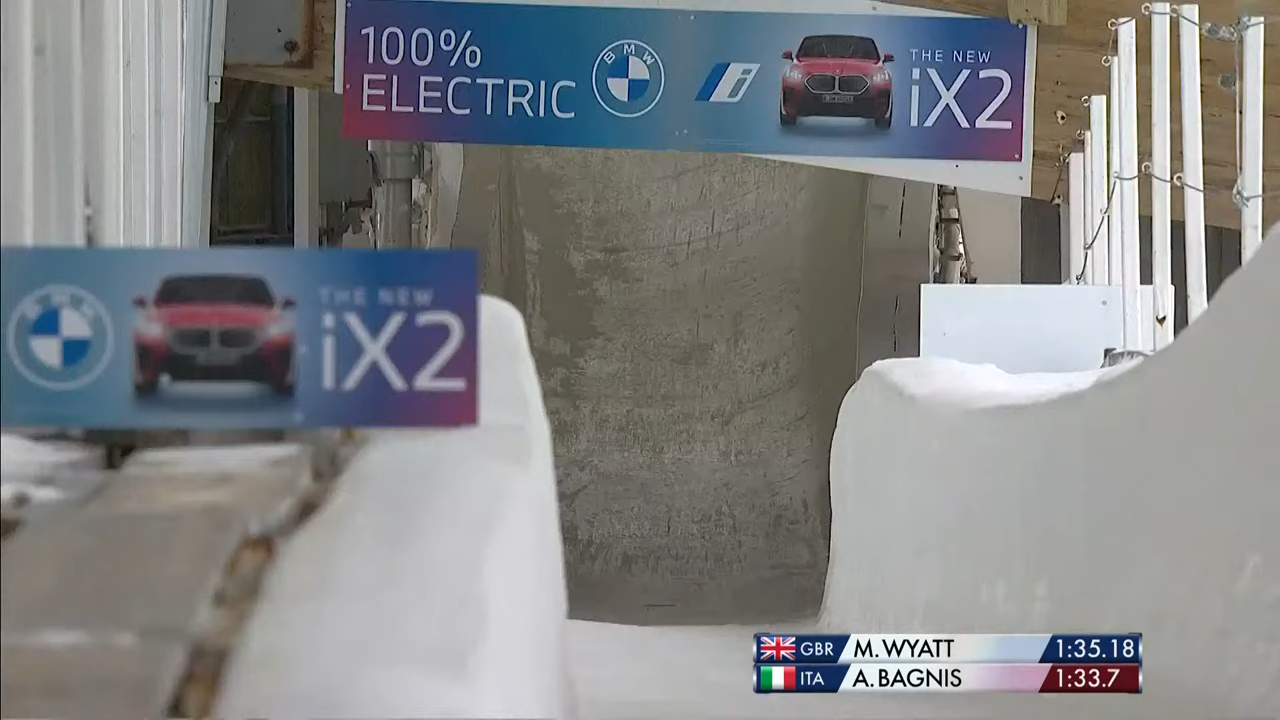 100%
ELECTRIC
BMW
THE NEW
iX2
BMW
THE NEW
iX2
GBR M. WYATT 1:35.18
ITA A. BAGNIS 1:33.7